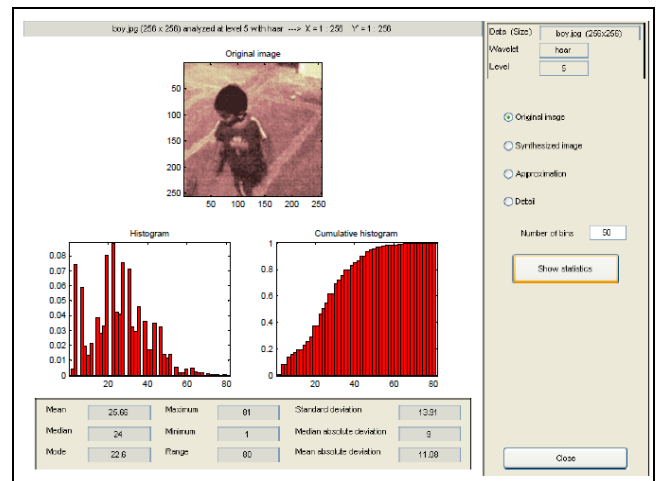 boy.jpg (256 x 256) analyzed at level 5 with haar ---> X = 1 : 256 Y = 1 : 256
Data (Size) boy.jpg (256x256)
Wavelet haar
Level 5
Original image
50
100
150
200
250
50 100 150 200 250
Original image
Synthesized image
Approximation
Detail
Number of bins 50
Show statistics
Histogram
0.08
0.07
0.06
0.05
0.04
0.03
0.02
0.01
0
20 40 60 80
Cumulative histogram
1
0.8
0.6
0.4
0.2
0
20 40 60 80
Mean 25.66 Maximum 81 Standard deviation 13.91
Median 24 Minimum 1 Median absolute deviation 9
Mode 22.6 Range 80 Mean absolute deviation 11.08
Close